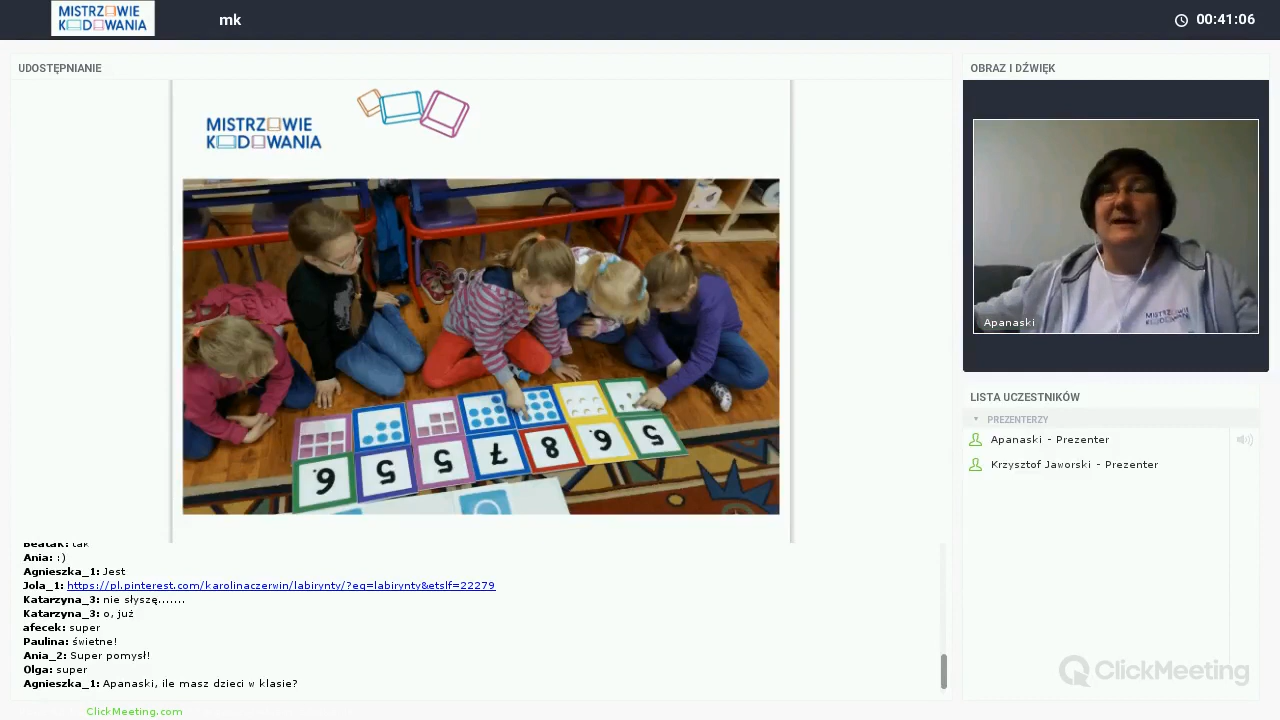 MISTRZOWIE
KODOWANIA
mk
00:41:06
UDOSTĘPNIANIE
OBRAZ I DŹWIĘK
MISTRZOWIE
KODOWANIA
6 5 5 7 8 6 5
MISTRZOWIE
KODOWANIA
Apanaski
LISTA UCZESTNIKÓW
PREZENTERZY
Apanaski - Prezenter
Krzysztof Jaworski - Prezenter
BeataK: tak
Ania: :)
Agnieszka_1: Jest
Jola_1: https://pl.pinterest.com/karolinaczerwin/labirynty/?eq=labirynty&etslf=22279
Katarzyna_3: nie słyszę.......
Katarzyna_3: o, już
afecek: super
Paulina: świetne!
Ania_2: Super pomysł!
Olga: super
Agnieszka_1: Apanaski, ile masz dzieci w klasie?
ClickMeeting
ClickMeeting.com